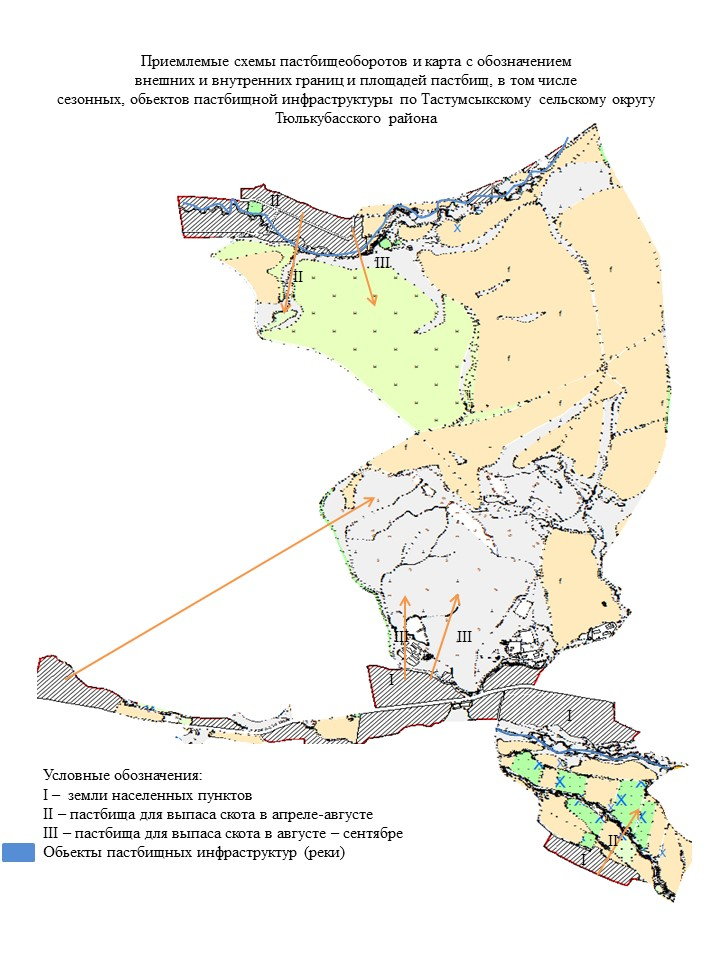 Приемлемые схемы пастбищеоборотов и карта с обозначением
внешних и внутренних границ и площадей пастбищ, в том числе
сезонных, обьектов пастбищной инфраструктуры по Тастумсыкскому сельскому округу
Тюлькубасского района
II
II
III
III
III
I
I
II
I
Условные обозначения:
I – земли населенных пунктов
II – пастбища для выпаса скота в апреле-августе
III – пастбища для выпаса скота в августе – сентябре
Обьекты пастбищных инфраструктур (реки)